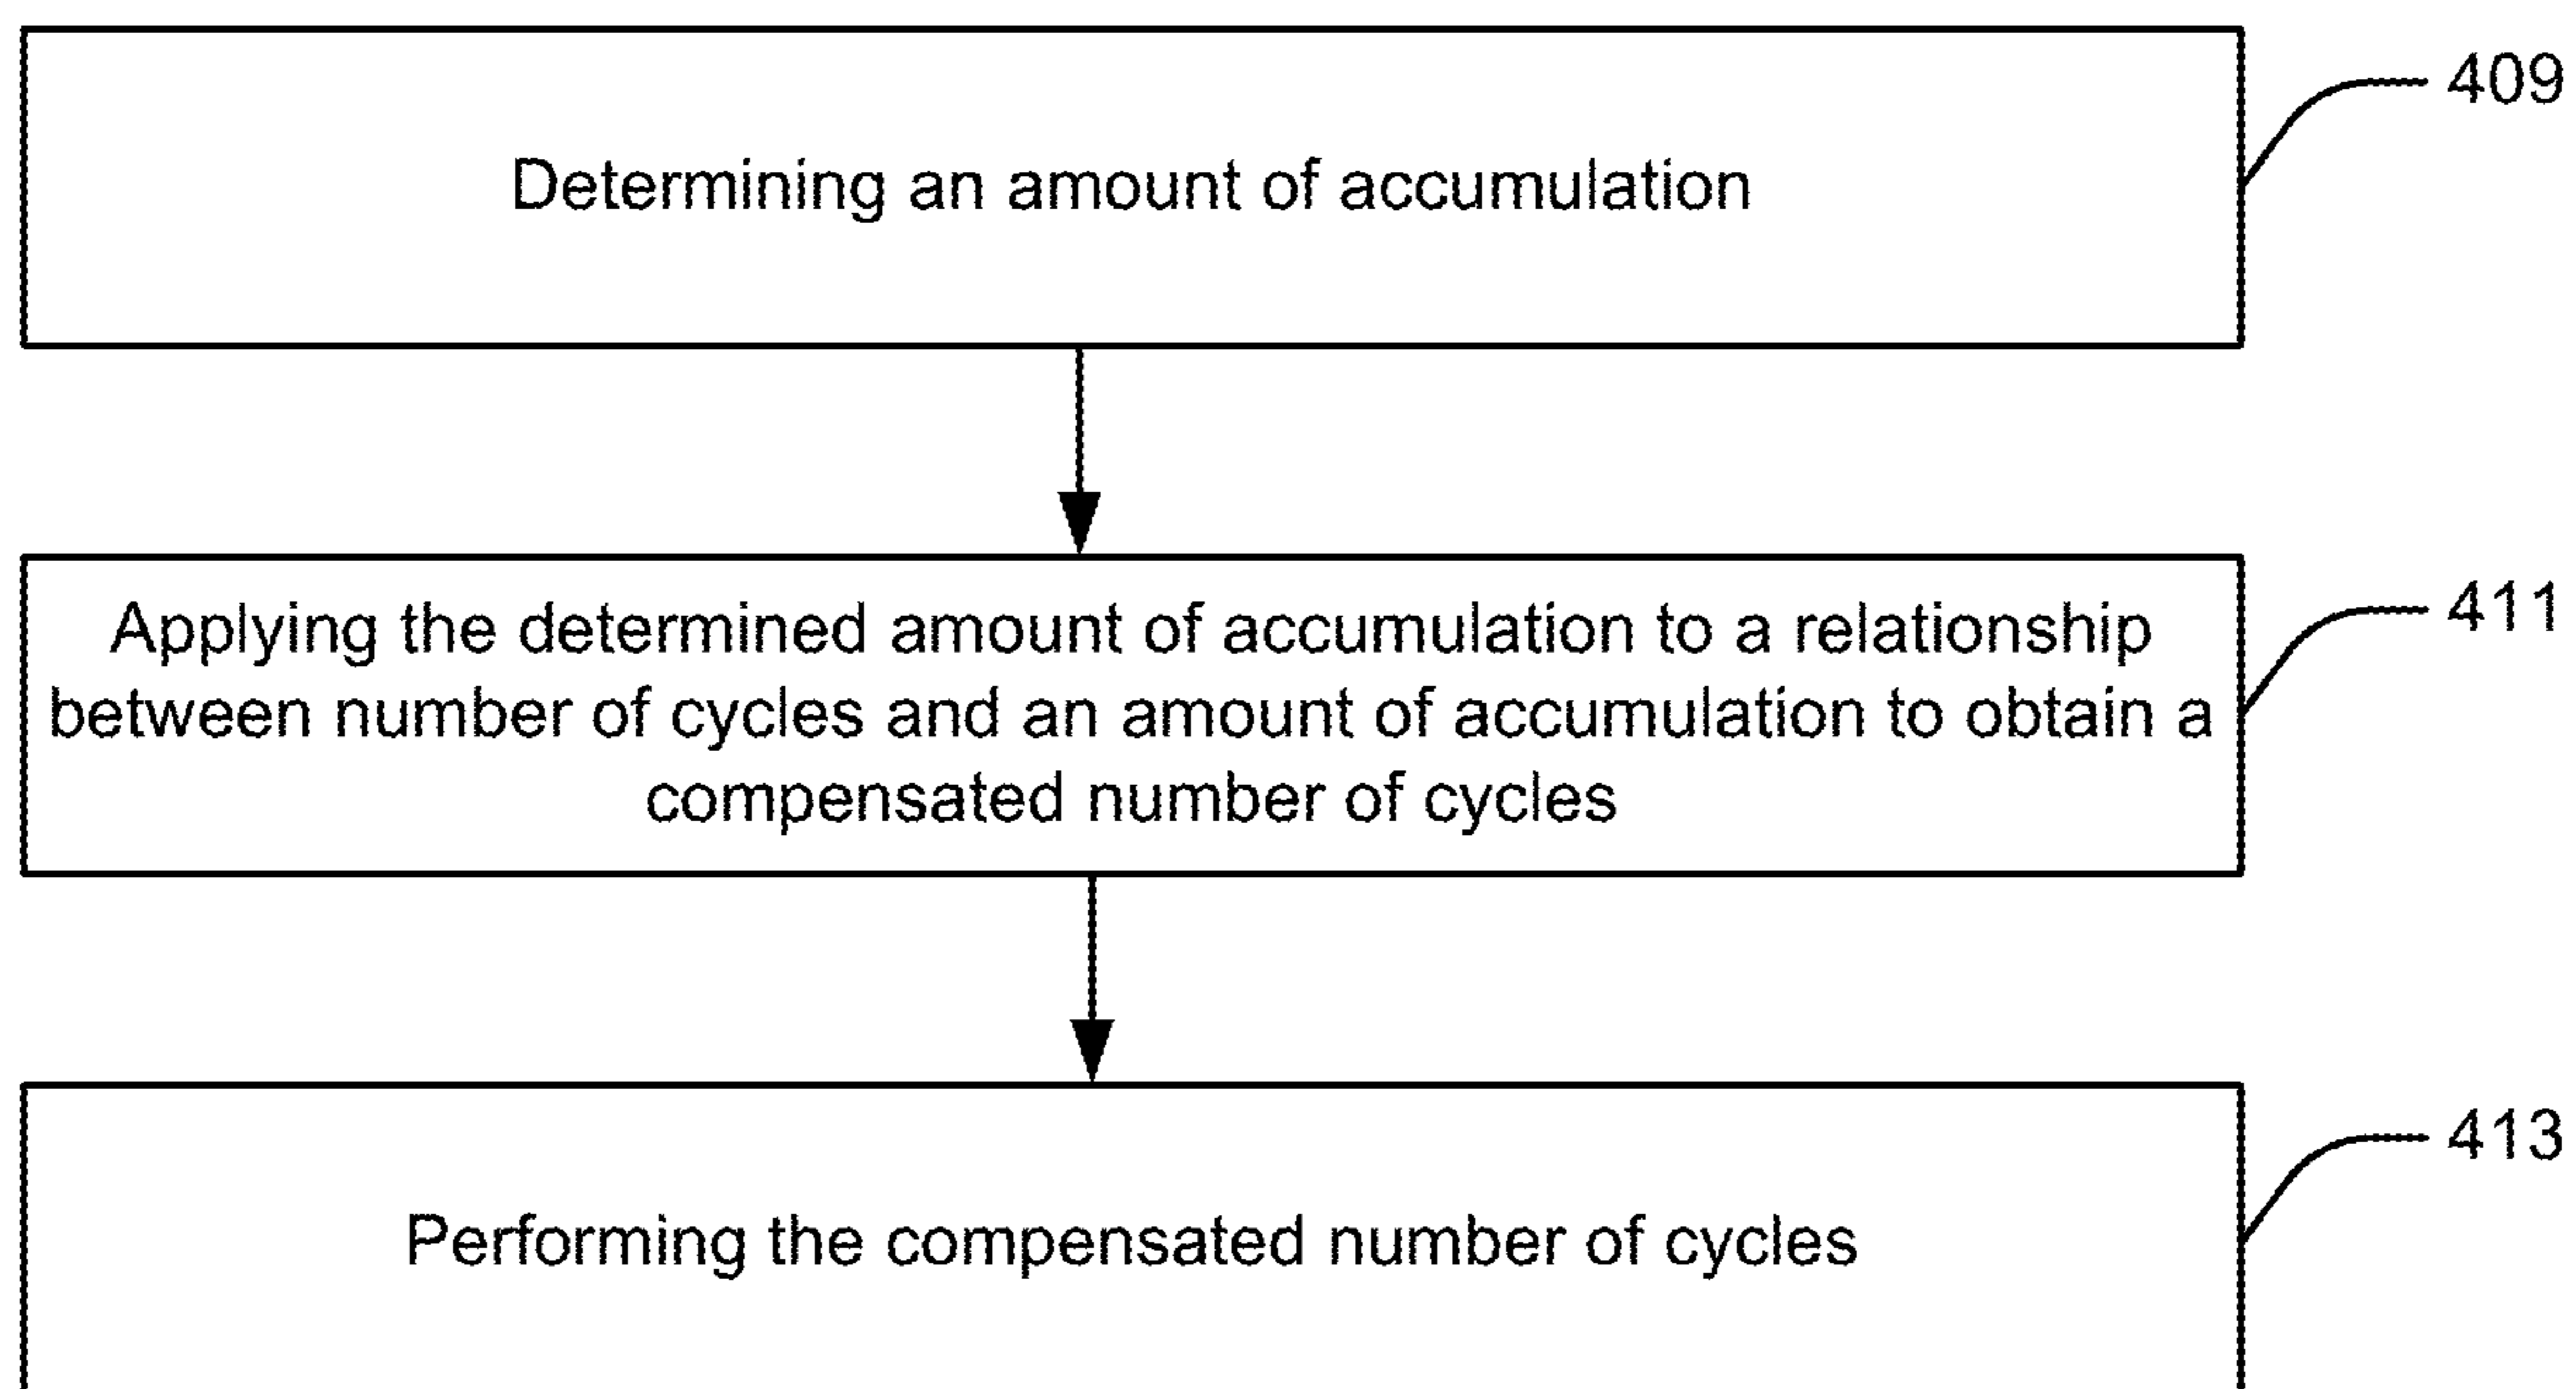 409
Determining an amount of accumulation
Applying the determined amount of accumulation to a relationship
411
between number of cycles and an amount of accumulation to obtain a
compensated number of cycles
413
Performing the compensated number of cycles